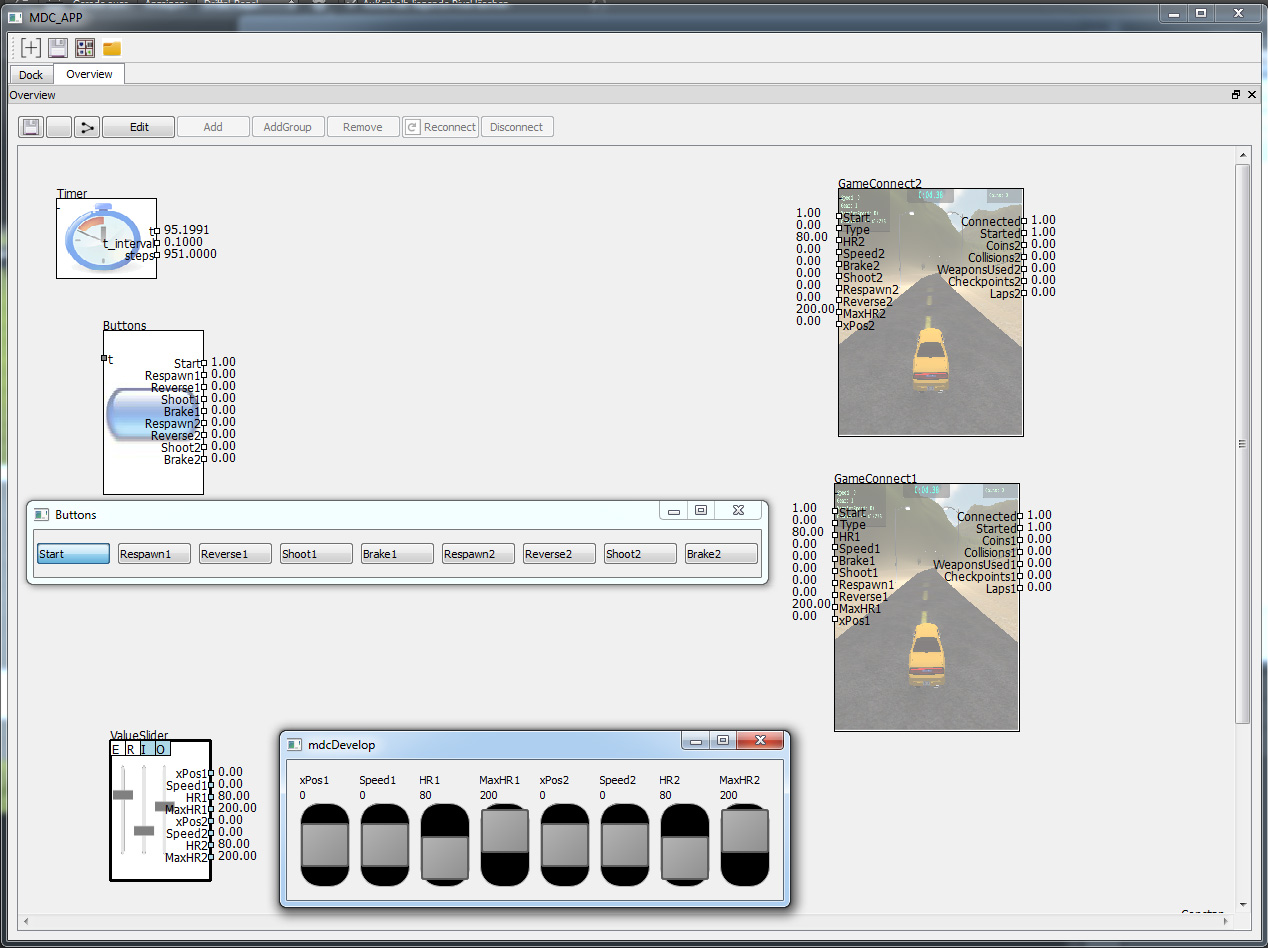 MDC_APP
Dock
Overview
Overview
Edit
Add
AddGroup
Remove
Reconnect
Disconnect
Timer
t 95.1991
t_interval 0.1000
steps 951.0000
Buttons
t
Start 1.00
Respawn1 0.00
Reverse1 0.00
Shoot1 0.00
Brake1 0.00
Respawn2 0.00
Reverse2 0.00
Shoot2 0.00
Brake2 0.00
GameConnect2
1.00 Start
0.00 Type
80.00 HR2
0.00 Speed2
0.00 Brake2
0.00 Shoot2
0.00 Respawn2
0.00 Reverse2
200.00 MaxHR2
0.00 xPos2
Connected 1.00
Started 1.00
Coins2 0.00
Collisions2 0.00
WeaponsUsed2 0.00
Checkpoints2 0.00
Laps2 0.00
GameConnect1
1.00 Start
0.00 Type
80.00 HR1
0.00 Speed1
0.00 Brake1
0.00 Shoot1
0.00 Respawn1
0.00 Reverse1
200.00 MaxHR1
0.00 xPos1
Connected 1.00
Started 1.00
Coins1 0.00
Collisions1 0.00
WeaponsUsed1 0.00
Checkpoints1 0.00
Laps1 0.00
Buttons
Start Respawn1 Reverse1 Shoot1 Brake1 Respawn2 Reverse2 Shoot2 Brake2
ValueSlider
E R I O
xPos1 0.00
Speed1 0.00
HR1 80.00
MaxHR1 200.00
xPos2 0.00
Speed2 0.00
HR2 80.00
MaxHR2 200.00
mdcDevelop
xPos1 Speed1 HR1 MaxHR1 xPos2 Speed2 HR2 MaxHR2
0 0 80 200 0 0 80 200